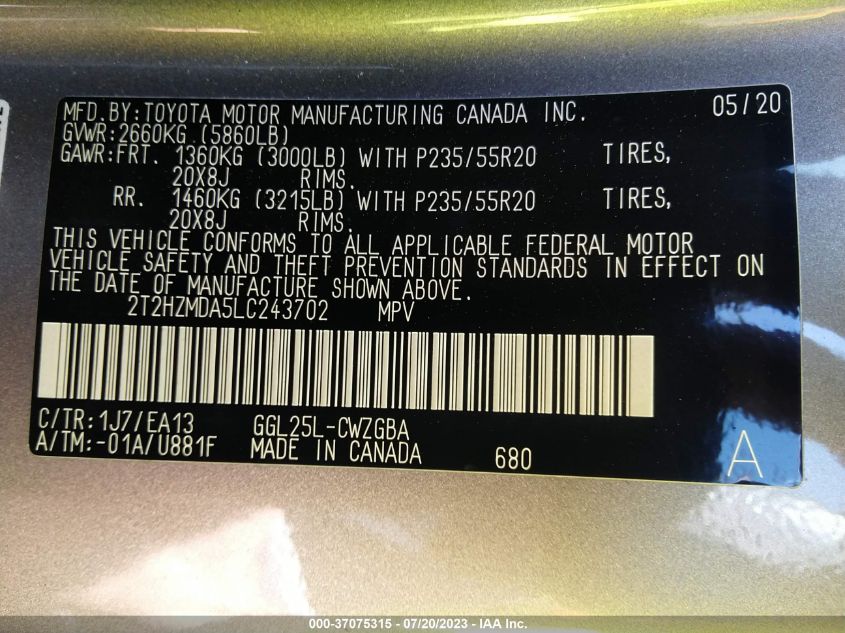 MFD.BY:TOYOTA MOTOR MANUFACTURING CANADA INC. 05/20
GVWR:2660KG (5860LB)
GAWR:FRT. 1360KG (3000LB) WITH P235/55R20 TIRES,
20X8J RIMS.
RR. 1460KG (3215LB) WITH P235/55R20 TIRES,
20X8J RIMS.
THIS VEHICLE CONFORMS TO ALL APPLICABLE FEDERAL MOTOR
VEHICLE SAFETY AND THEFT PREVENTION STANDARDS IN EFFECT ON
THE DATE OF MANUFACTURE SHOWN ABOVE.
2T2HZMDA5LC243702 MPV
C/TR:1J7/EA13 GGL25L-CWZGBA
A/TM:-01A/U881F MADE IN CANADA 680 A
000-37075315 - 07/20/2023 - IAA Inc.